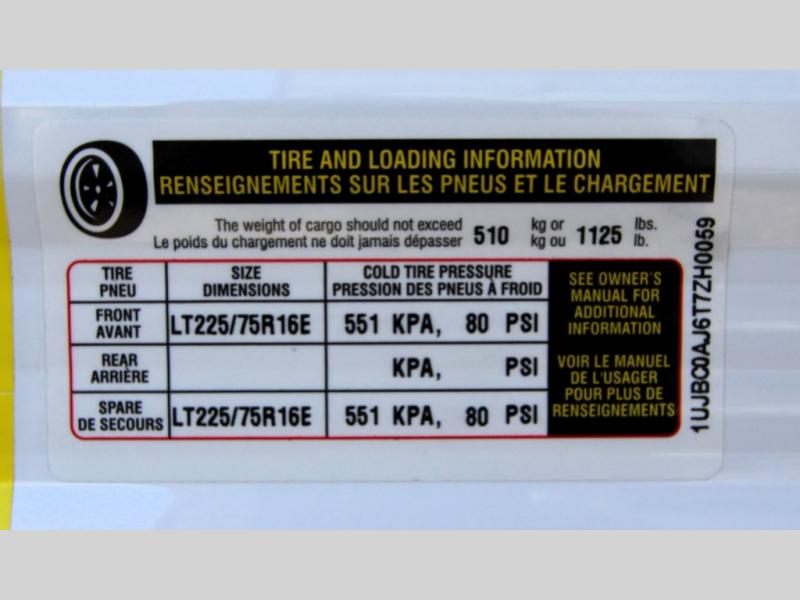 TIRE AND LOADING INFORMATION
RENSEIGNEMENTS SUR LES PNEUS ET LE CHARGEMENT
The weight of cargo should not exceed 510 kg or 1125 lbs.
Le poids du chargement ne doit jamais dépasser kg ou lb.
TIRE PNEU SIZE DIMENSIONS COLD TIRE PRESSURE PRESSION DES PNEUS À FROID
FRONT AVANT LT225/75R16E 551 KPA, 80 PSI
REAR ARRIÈRE KPA, PSI
SPARE DE SECOURS LT225/75R16E 551 KPA, 80 PSI
SEE OWNER'S
MANUAL FOR
ADDITIONAL
INFORMATION
VOIR LE MANUEL
DE L'USAGER
POUR PLUS DE
RENSEIGNEMENTS
1UJBC0AJ6T7ZH0059